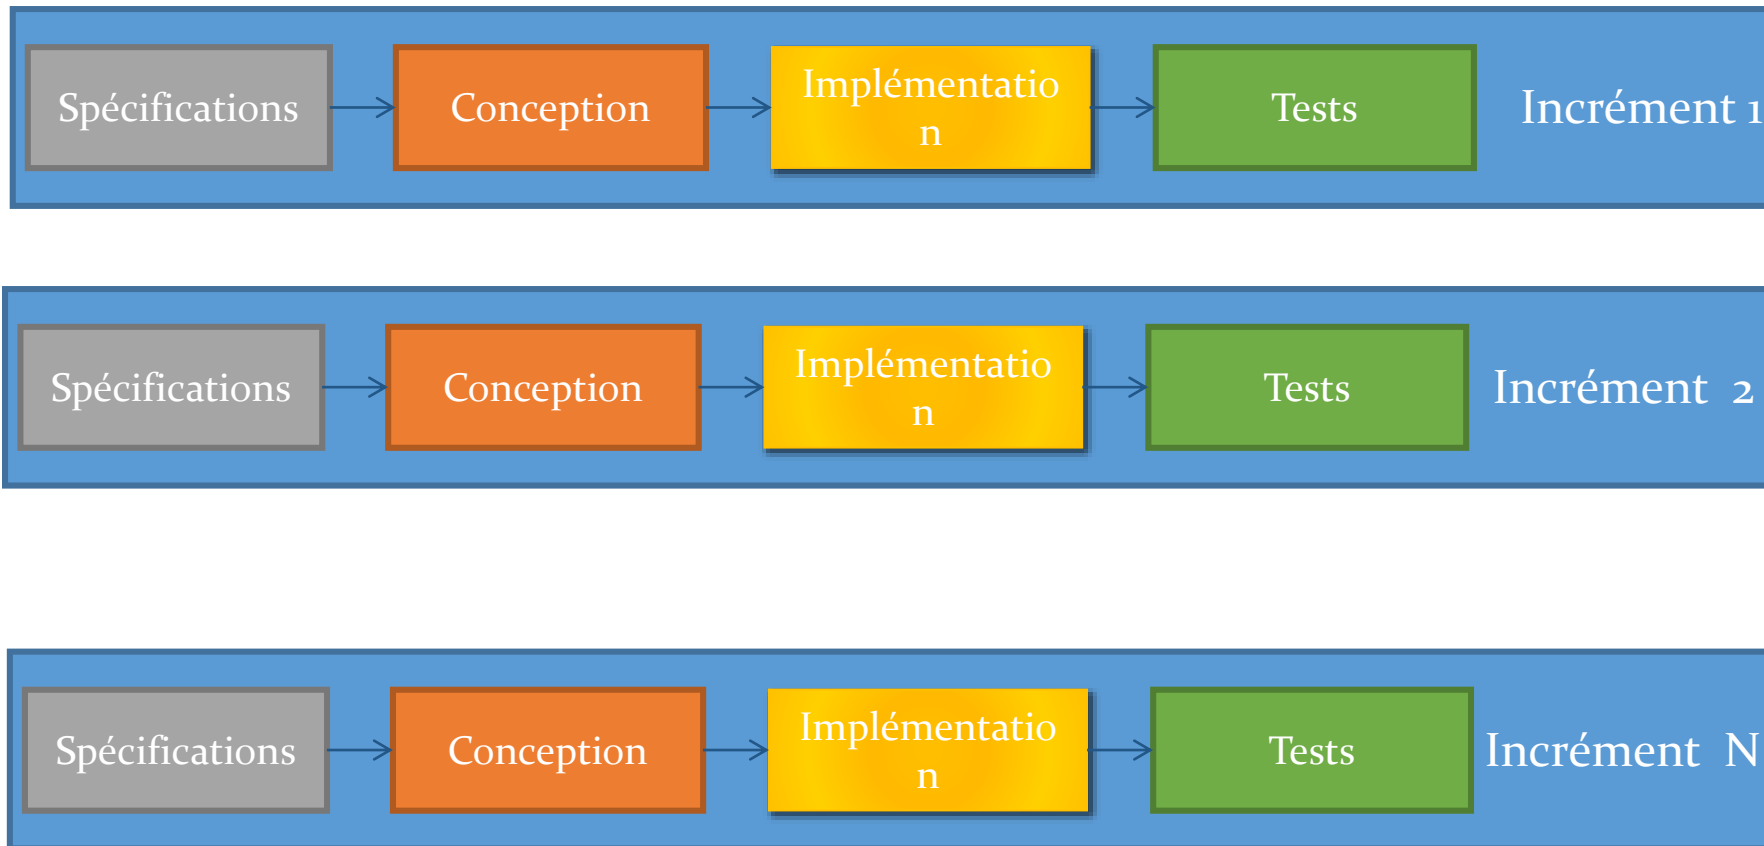 Spécifications
Conception
Implémentatio
n
Tests
Incrément 1
Spécifications
Conception
Implémentatio
n
Tests
Incrément 2
Spécifications
Conception
Implémentatio
n
Tests
Incrément N